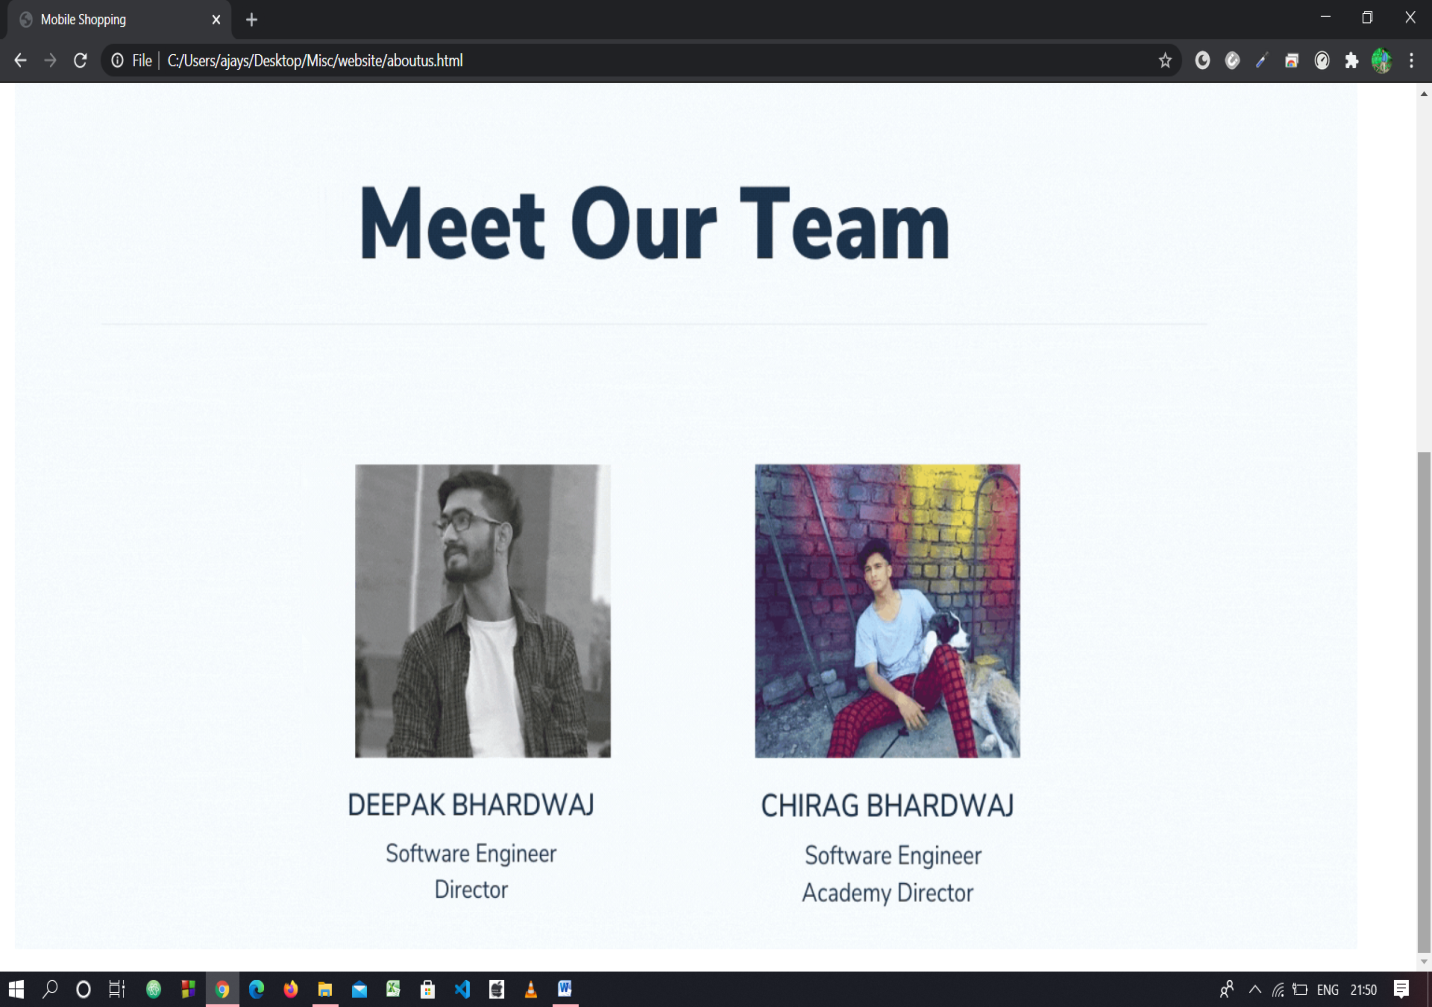 Mobile Shopping
File C:/Users/ajays/Desktop/Misc/website/aboutus.html
Meet Our Team
DEEPAK BHARDWAJ
CHIRAG BHARDWAJ
Software Engineer
Director
Software Engineer
Academy Director
ENG 21:50